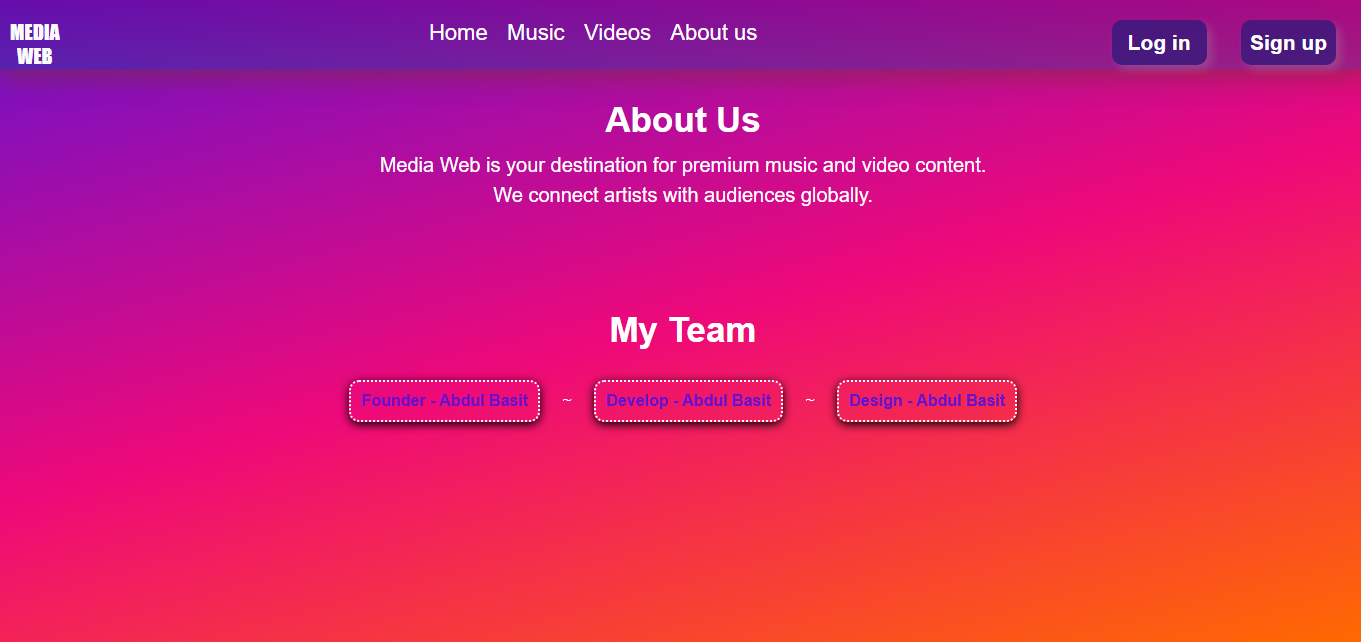 MEDIA
WEB
Home Music Videos About us
Log in
Sign up
About Us
Media Web is your destination for premium music and video content.
We connect artists with audiences globally.
My Team
Founder - Abdul Basit ~ Develop - Abdul Basit ~ Design - Abdul Basit